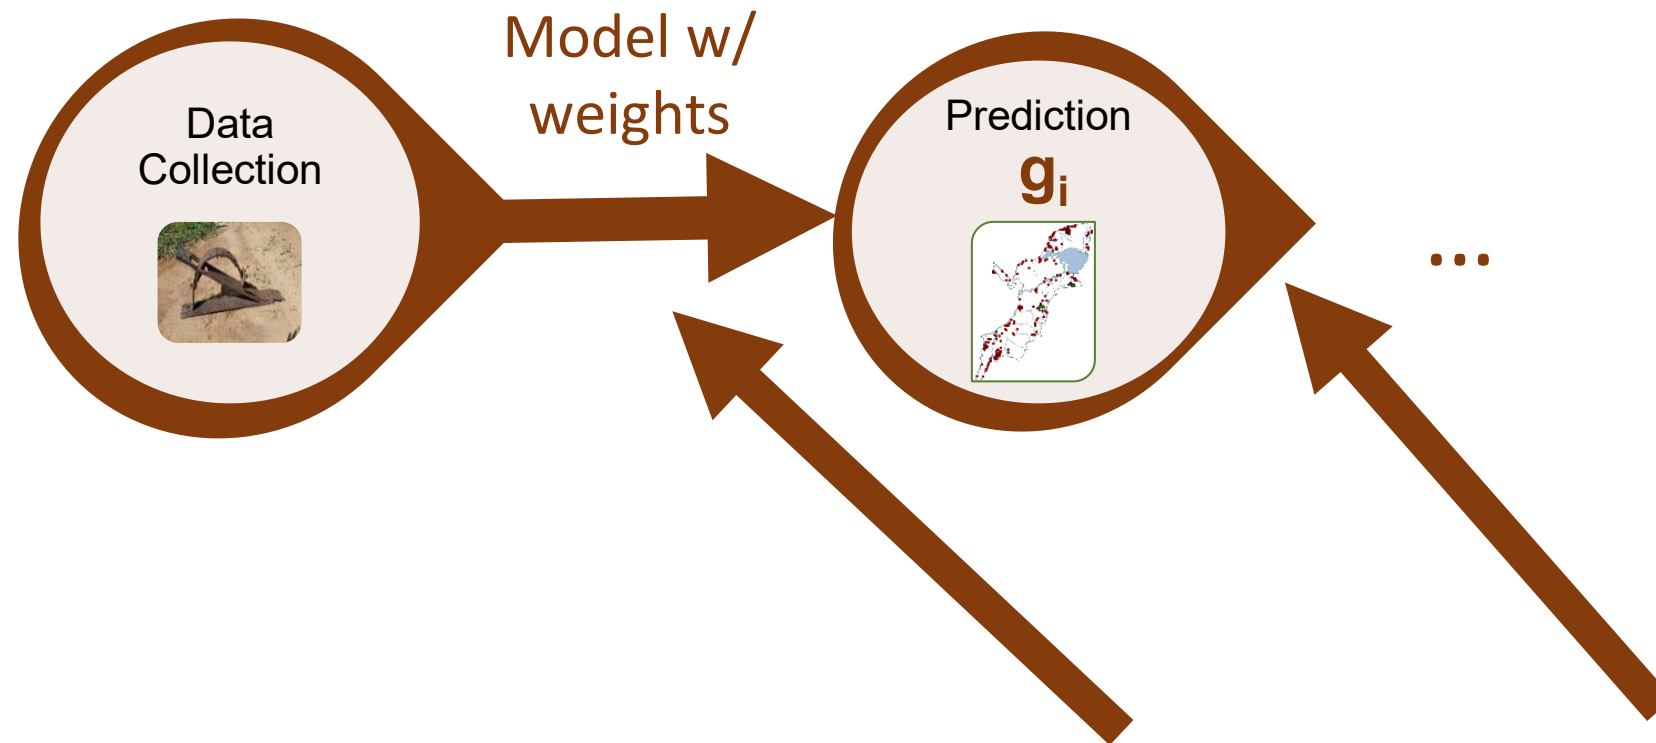 Data
Collection
Model w/
weights
Prediction
gi
...